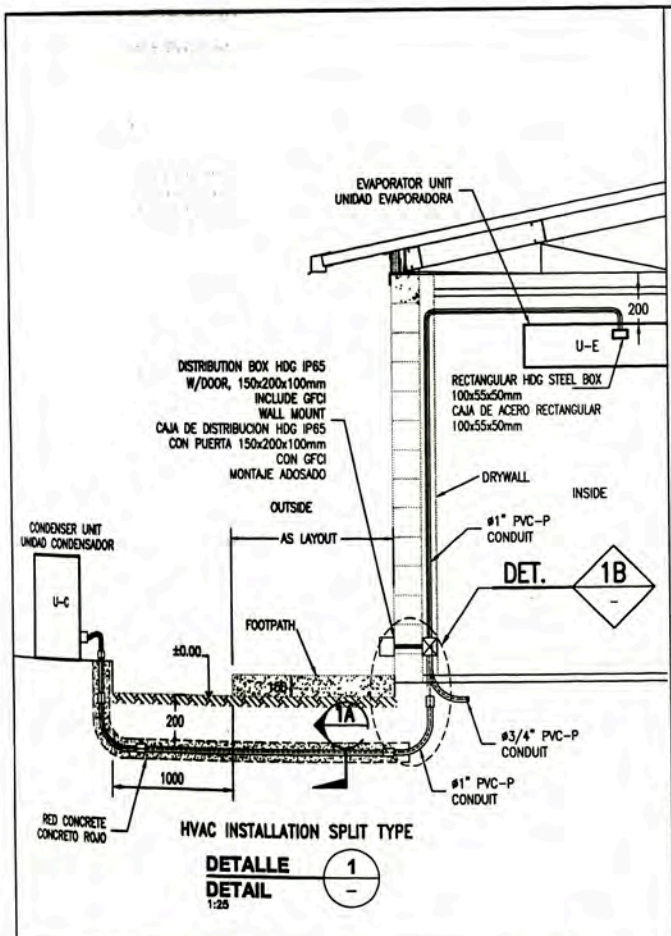 EVAPORATOR UNIT
UNIDAD EVAPORADORA
200
U-E
DISTRIBUTION BOX HDG IP65
W/DOOR, 150x200x100mm
INCLUDE GFCI
WALL MOUNT
CAJA DE DISTRIBUCION HDG IP65
CON PUERTA 150x200x100mm
CON GFCI
MONTAJE ADOSADO
RECTANGULAR HDG STEEL BOX
100x55x50mm
CAJA DE ACERO RECTANGULAR
100x55x50mm
DRYWALL
INSIDE
OUTSIDE
AS LAYOUT
CONDENSER UNIT
UNIDAD CONDENSADOR
U-C
ø1" PVC-P
CONDUIT
DET.
1B
-
FOOTPATH
±0.00
200
1A
ø3/4" PVC-P
CONDUIT
ø1" PVC-P
CONDUIT
1000
RED CONCRETE
CONCRETO ROJO
HVAC INSTALLATION SPLIT TYPE
DETALLE
DETAIL
1:25
1
-